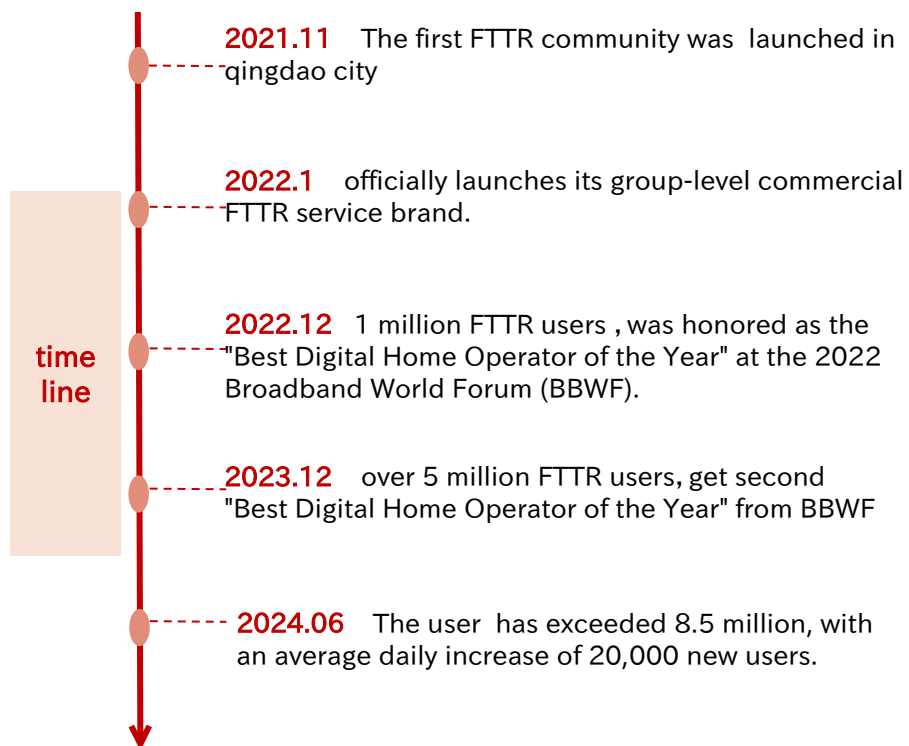 2021.11 The first FTTR community was launched in
qingdao city
2022.1 officially launches its group-level commercial
FTTR service brand.
time
line
2022.12 1 million FTTR users , was honored as the
"Best Digital Home Operator of the Year" at the 2022
Broadband World Forum (BBWF).
2023.12 over 5 million FTTR users, get second
"Best Digital Home Operator of the Year" from BBWF
2024.06 The user has exceeded 8.5 million, with
an average daily increase of 20,000 new users.